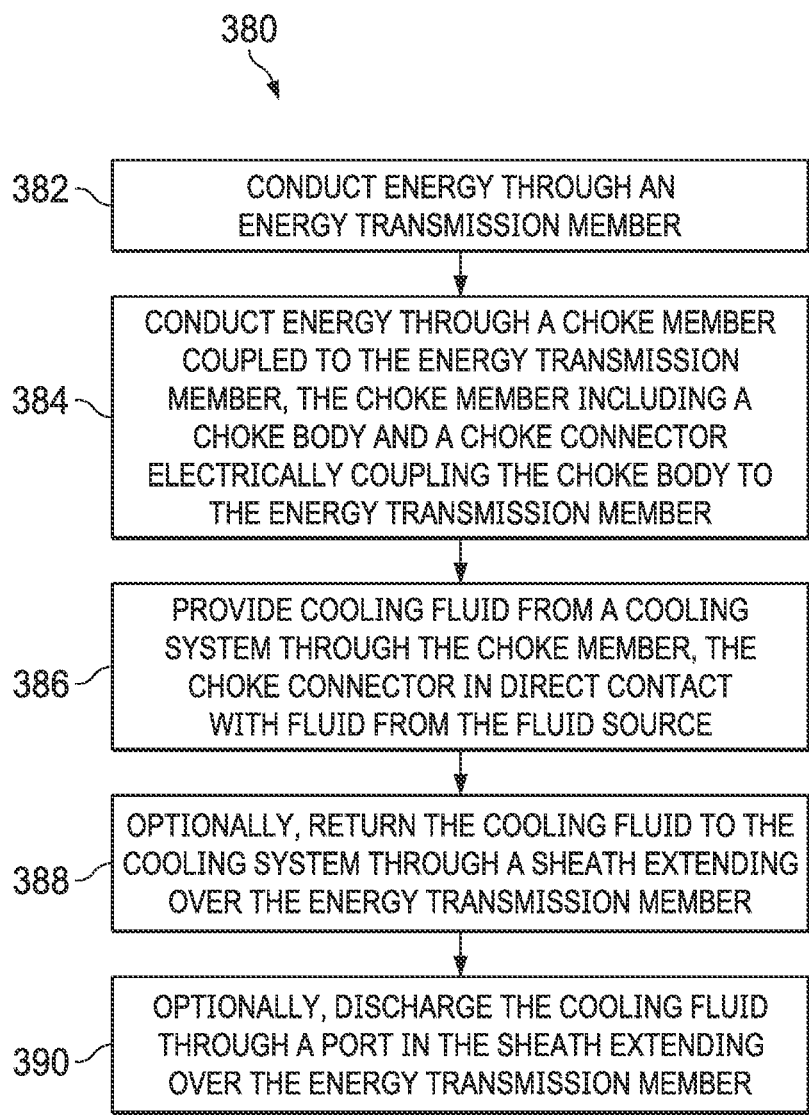 380
382
CONDUCT ENERGY THROUGH AN
ENERGY TRANSMISSION MEMBER
384
CONDUCT ENERGY THROUGH A CHOKE MEMBER
COUPLED TO THE ENERGY TRANSMISSION
MEMBER, THE CHOKE MEMBER INCLUDING A
CHOKE BODY AND A CHOKE CONNECTOR
ELECTRICALLY COUPLING THE CHOKE BODY TO
THE ENERGY TRANSMISSION MEMBER
386
PROVIDE COOLING FLUID FROM A COOLING
SYSTEM THROUGH THE CHOKE MEMBER, THE
CHOKE CONNECTOR IN DIRECT CONTACT
WITH FLUID FROM THE FLUID SOURCE
388
OPTIONALLY, RETURN THE COOLING FLUID TO THE
COOLING SYSTEM THROUGH A SHEATH EXTENDING
OVER THE ENERGY TRANSMISSION MEMBER
390
OPTIONALLY, DISCHARGE THE COOLING FLUID
THROUGH A PORT IN THE SHEATH EXTENDING
OVER THE ENERGY TRANSMISSION MEMBER